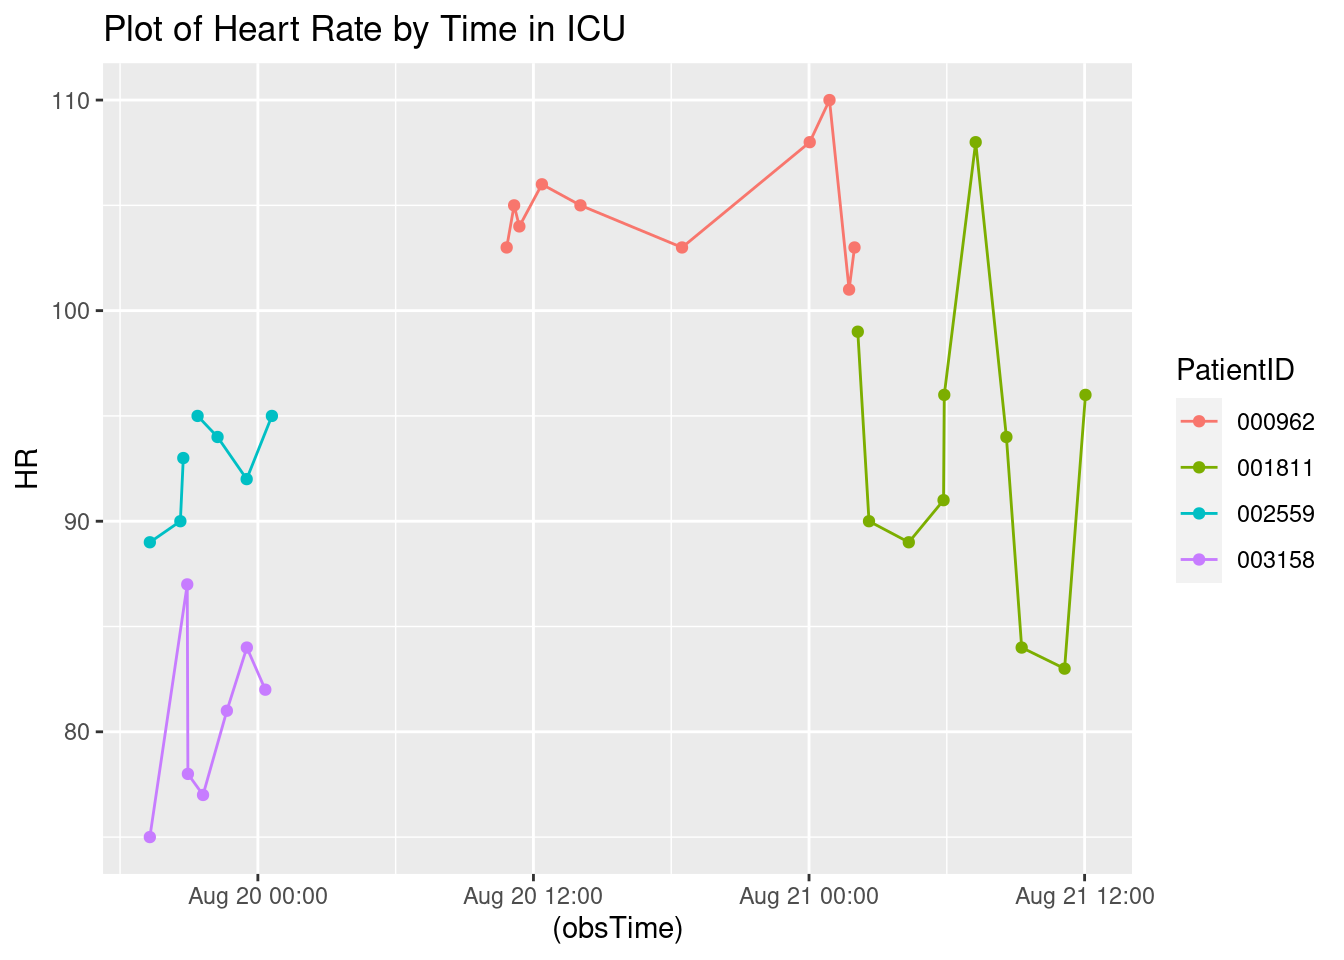 Plot of Heart Rate by Time in ICU
110
100
90
80
HR
Aug 20 00:00
Aug 20 12:00
Aug 21 00:00
Aug 21 12:00
(obsTime)
PatientID
000962
001811
002559
003158